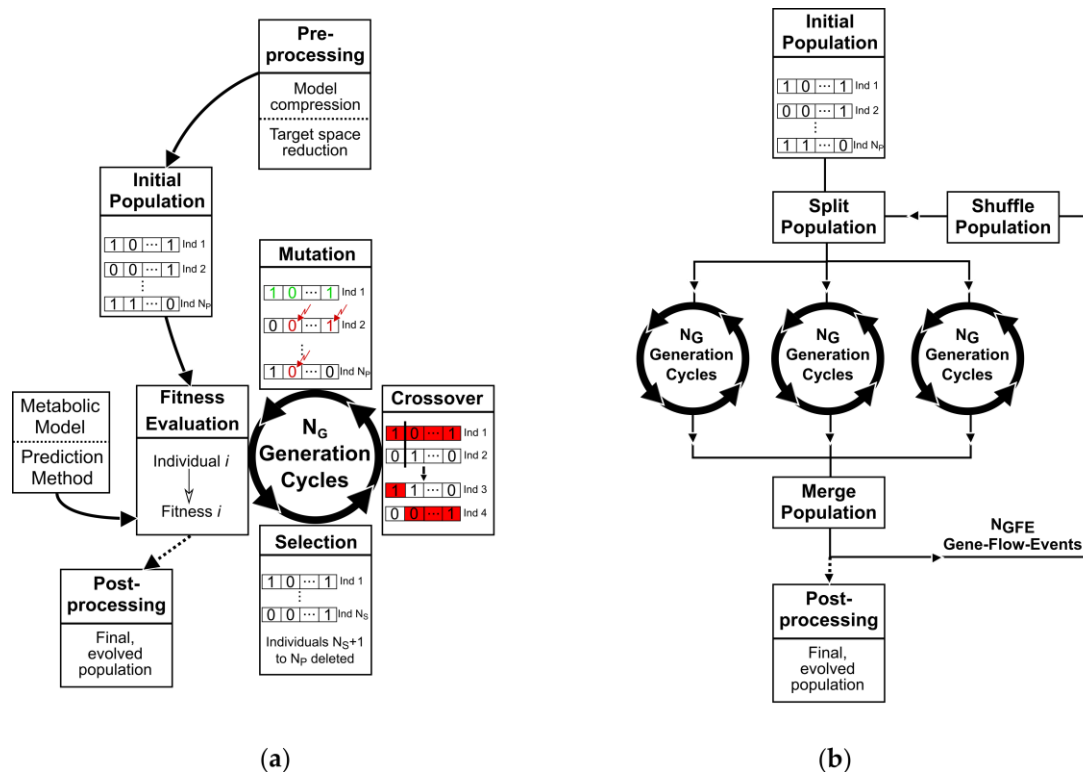 Pre-
processing
Model
compression
Target space
reduction
Initial
Population
1 0 ··· 1 Ind 1
0 0 ··· 1 Ind 2
⋮
1 1 ··· 0 Ind NP
Mutation
1 0 ··· 1 Ind 1
0 0 ··· 1 Ind 2
⋮
1 0 ··· 0 Ind NP
Metabolic
Model
Prediction
Method
Fitness
Evaluation
Individual i
Fitness i
NG
Generation
Cycles
Crossover
1 0 ··· 1 Ind 1
0 1 ··· 0 Ind 2
1 1 ··· 0 Ind 3
0 0 ··· 1 Ind 4
Selection
1 0 ··· 1 Ind 1
⋮
0 0 ··· 1 Ind NS
Individuals NS+1
to NP deleted
Post-
processing
Final,
evolved
population
(a)
Initial
Population
1 0 ··· 1 Ind 1
0 0 ··· 1 Ind 2
⋮
1 1 ··· 0 Ind NP
Split
Population
Shuffle
Population
NG
Generation
Cycles
NG
Generation
Cycles
NG
Generation
Cycles
Merge
Population
NGFE
Gene-Flow-Events
Post-
processing
Final,
evolved
population
(b)